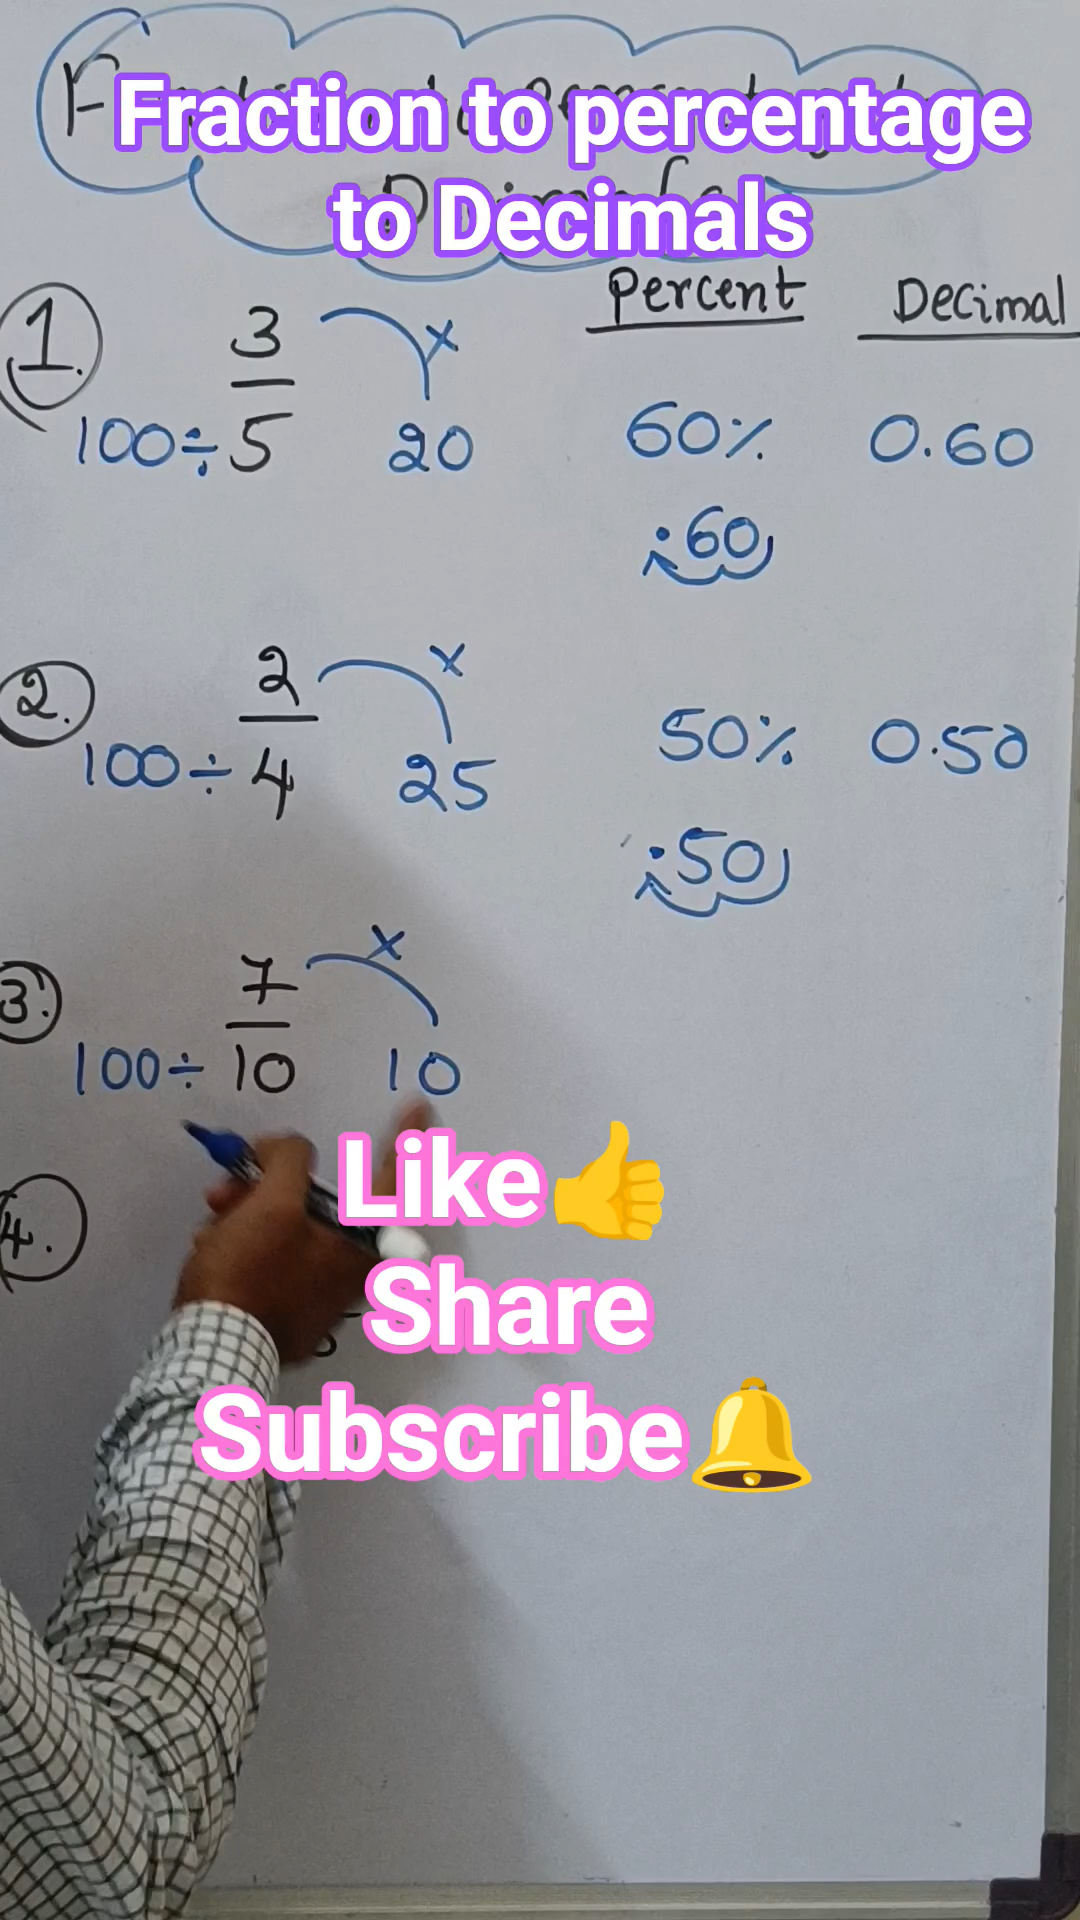 Fraction to percentage
to Decimals
Percent Decimal
1. 3/5 ×
100÷ 20 60% 0.60
.60
2. 2/4 ×
100÷ 25 50% 0.50
.50
3. 7/10 ×
100÷ 10
Like👍
4.
Share
Subscribe🔔